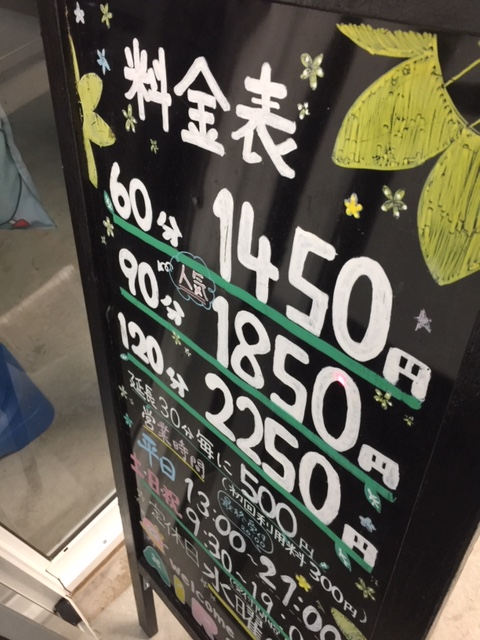 料金表
60分 1450円
人気
90分 1850円
120分 2250円
延長30分毎に500円
(初回利用料300円)
営業時間
平日 13:00~21:00
土日祝 9:30~19:0
定休日 水曜
welcome